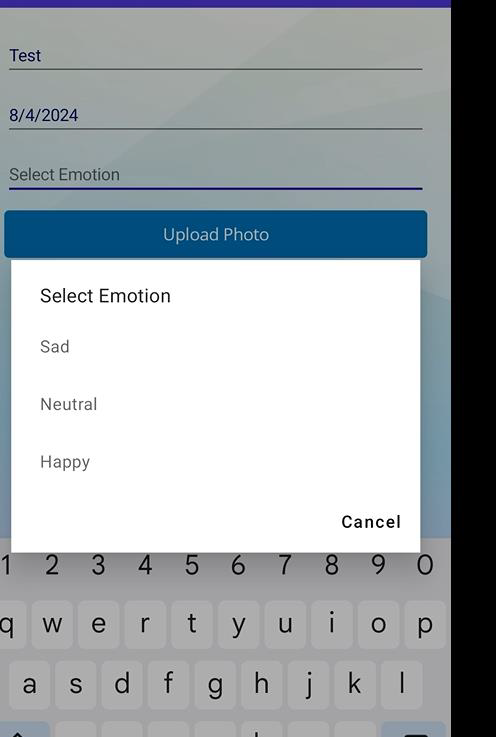 Test
8/4/2024
Select Emotion
Upload Photo
Select Emotion
Sad
Neutral
Happy
Cancel
1 2 3 4 5 6 7 8 9 0
q w e r t y u i o p
a s d f g h j k l